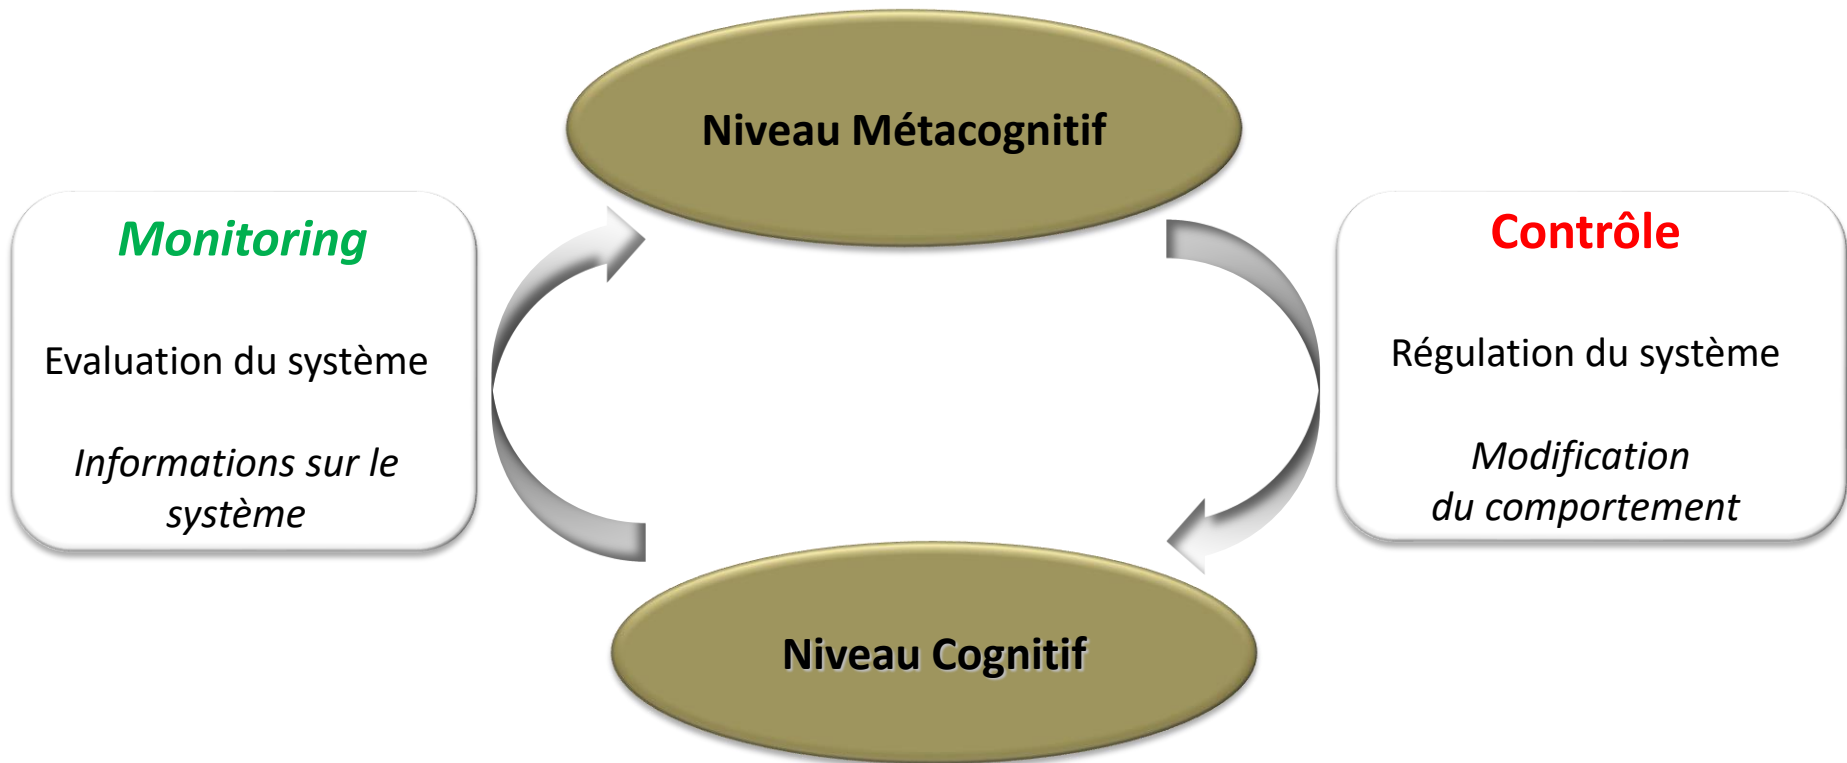 Niveau Métacognitif
Monitoring
Evaluation du système
Informations sur le
système
Contrôle
Régulation du système
Modification
du comportement
Niveau Cognitif